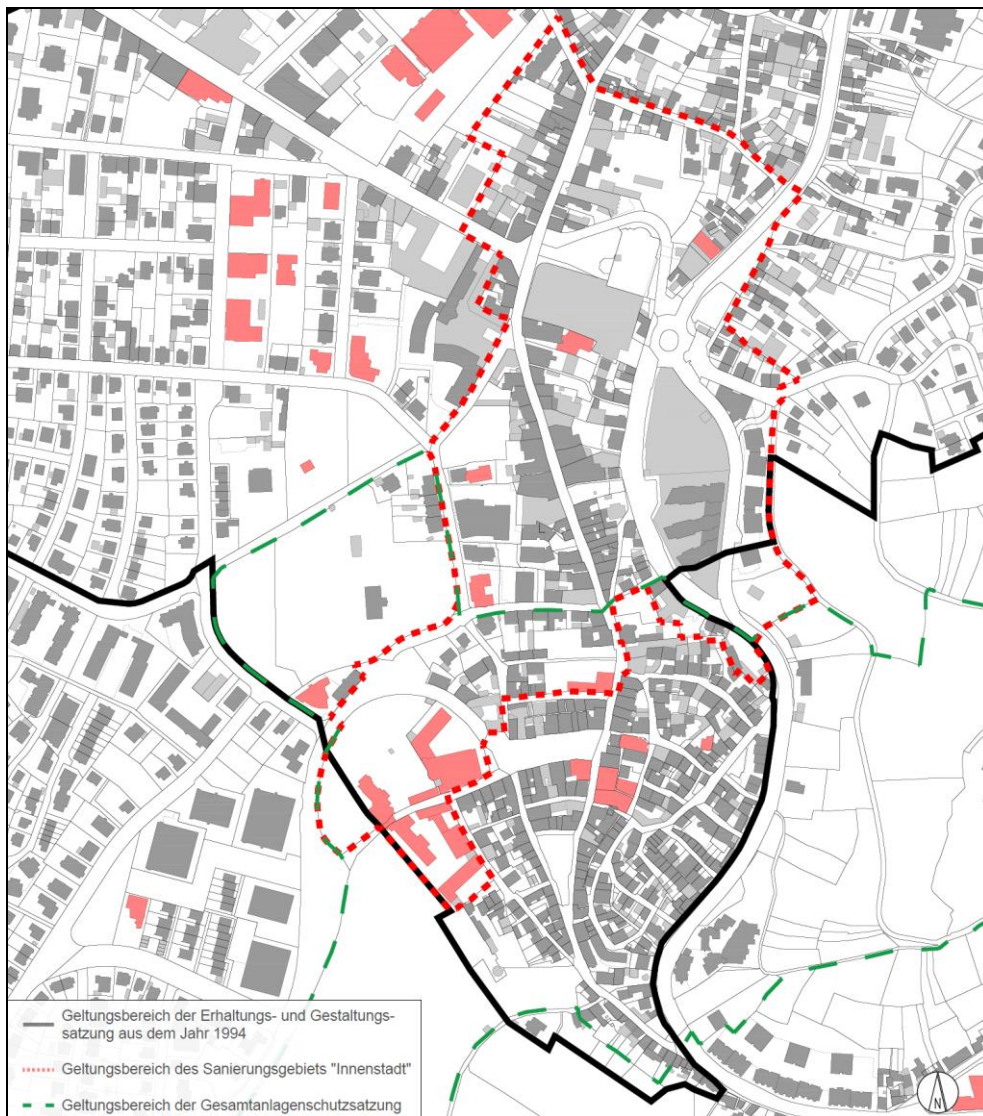 Geltungsbereich der Erhaltungs- und Gestaltungs-
satzung aus dem Jahr 1994
Geltungsbereich des Sanierungsgebiets "Innenstadt"
Geltungsbereich der Gesamtanlagenschutzsatzung
N